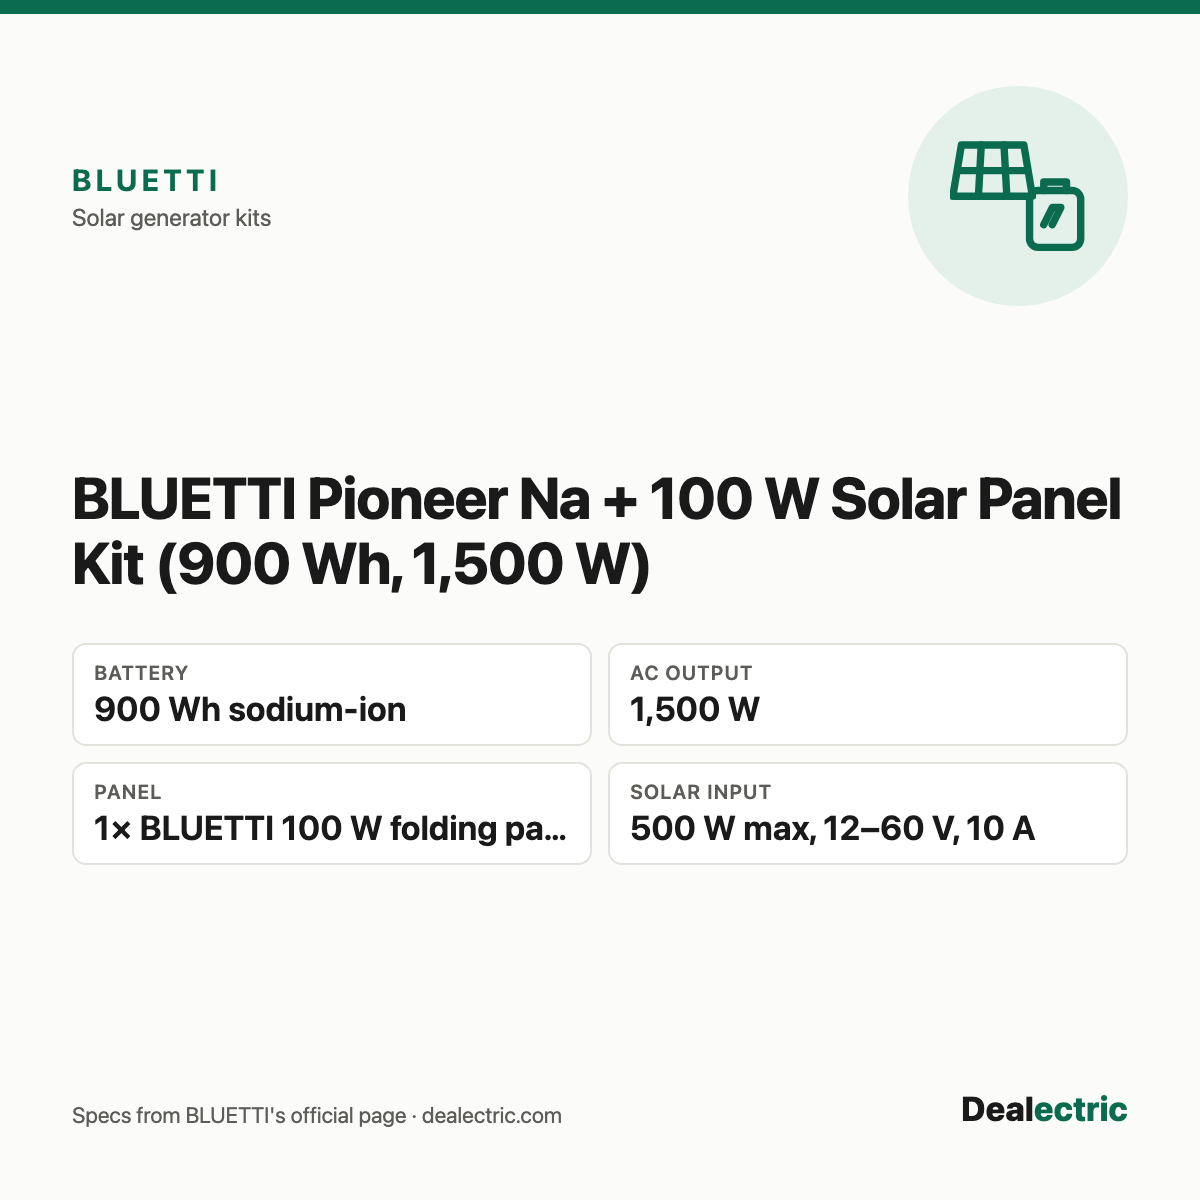 BLUETTI
Solar generator kits
BLUETTI Pioneer Na + 100 W Solar Panel
Kit (900 Wh, 1,500 W)
BATTERY
900 Wh sodium-ion
AC OUTPUT
1,500 W
PANEL
1× BLUETTI 100 W folding pa...
SOLAR INPUT
500 W max, 12–60 V, 10 A
Specs from BLUETTI's official page · dealectric.com
Dealectric